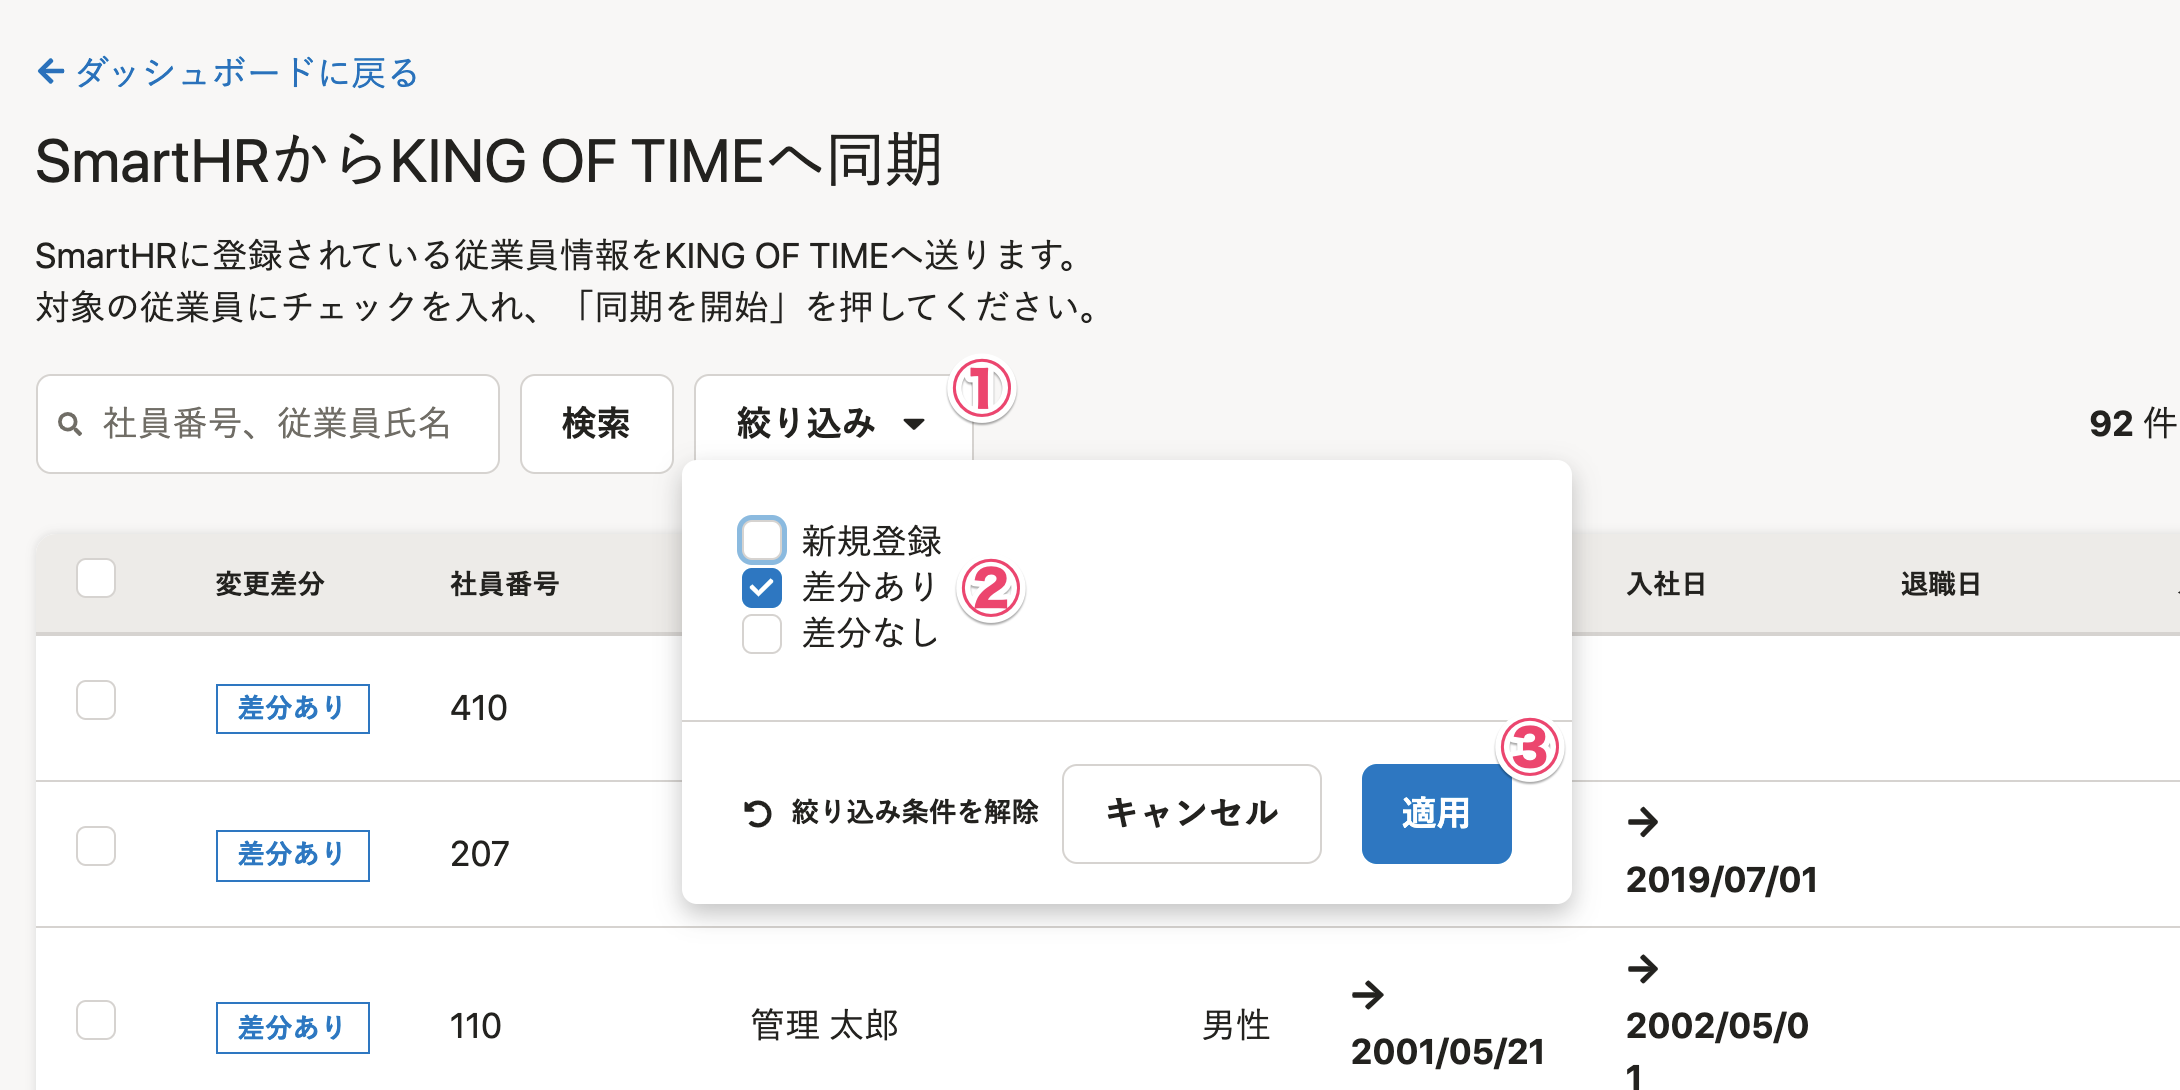 ← ダッシュボードに戻る
SmartHRからKING OF TIMEへ同期
SmartHRに登録されている従業員情報をKING OF TIMEへ送ります。
対象の従業員にチェックを入れ、「同期を開始」を押してください。
社員番号、従業員氏名 検索 絞り込み ① 92 件
新規登録
差分あり ②
差分なし
③
絞り込み条件を解除 キャンセル 適用
変更差分 社員番号 入社日 退職日
差分あり 410
差分あり 207 → 2019/07/01
差分あり 110 管理 太郎 男性 → 2001/05/21 → 2002/05/0
1